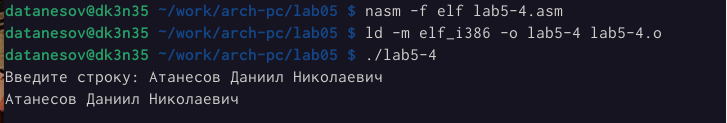 datanesov@dk3n35 ~/work/arch-pc/lab05 $ nasm -f elf lab5-4.asm
datanesov@dk3n35 ~/work/arch-pc/lab05 $ ld -m elf_i386 -o lab5-4 lab5-4.o
datanesov@dk3n35 ~/work/arch-pc/lab05 $ ./lab5-4
Введите строку: Атанесов Даниил Николаевич
Атанесов Даниил Николаевич